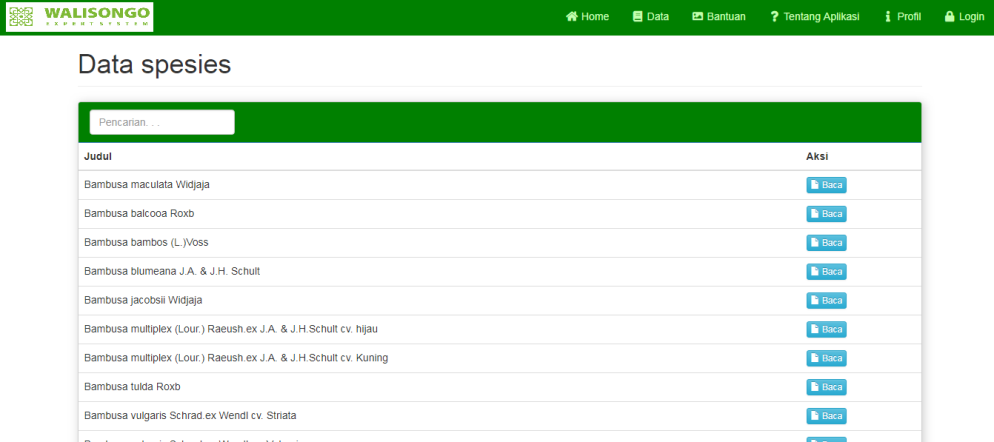 WALISONGO
EXPERT SYSTEM
Home Data Bantuan ? Tentang Aplikasi Profil Login
Data spesies
Pencarian. . .
Judul Aksi
Bambusa maculata Widjaja Baca
Bambusa balcooa Roxb Baca
Bambusa bambos (L.)Voss Baca
Bambusa blumeana J.A. & J.H. Schult Baca
Bambusa jacobsii Widjaja Baca
Bambusa multiplex (Lour.) Raeush.ex J.A. & J.H.Schult cv. hijau Baca
Bambusa multiplex (Lour.) Raeush.ex J.A. & J.H.Schult cv. Kuning Baca
Bambusa tulda Roxb Baca
Bambusa vulgaris Schrad.ex Wendl cv. Striata Baca